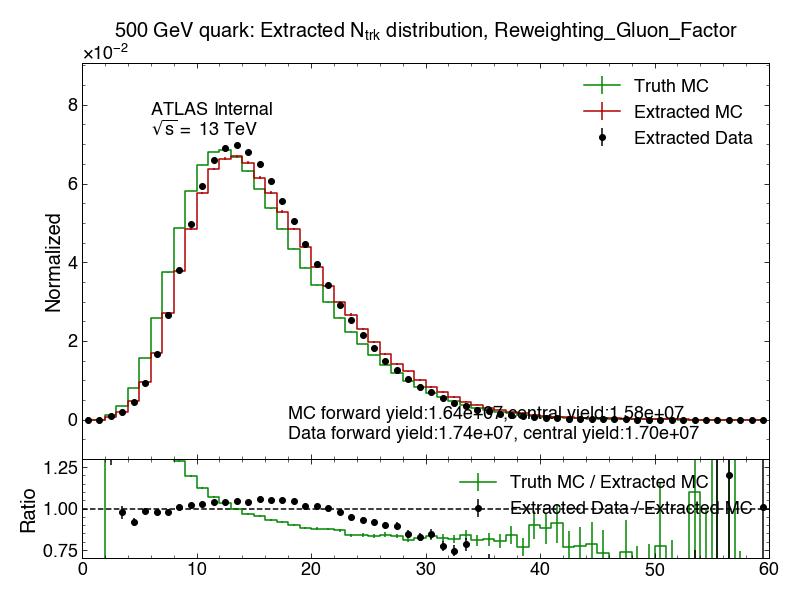 500 GeV quark: Extracted Ntrk distribution, Reweighting_Gluon_Factor
×10−2
ATLAS Internal
√s = 13 TeV
Truth MC
Extracted MC
Extracted Data
8
6
4
2
0
Normalized
MC forward yield:1.64e+07,central yield:1.58e+07
Data forward yield:1.74e+07, central yield:1.70e+07
1.25
1.00
0.75
Ratio
Truth MC / Extracted MC
Extracted Data / Extracted MC
0 10 20 30 40 50 60